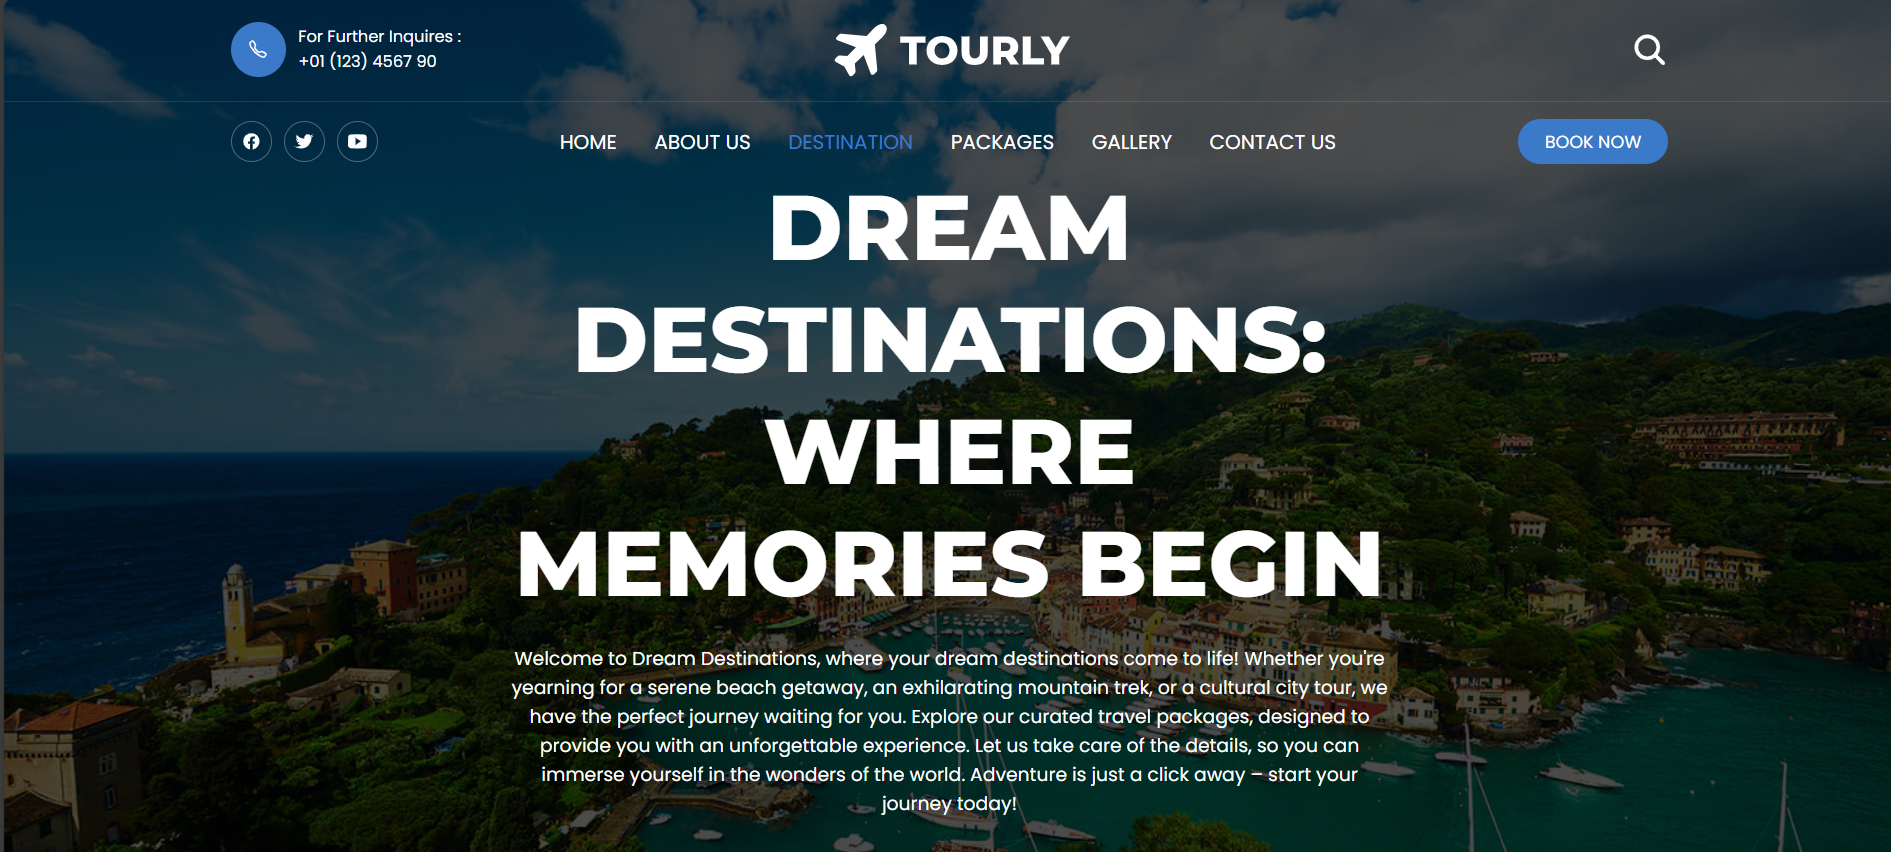 For Further Inquires :
+01 (123) 4567 90
TOURLY
HOME ABOUT US DESTINATION PACKAGES GALLERY CONTACT US
BOOK NOW
DREAM
DESTINATIONS:
WHERE
MEMORIES BEGIN
Welcome to Dream Destinations, where your dream destinations come to life! Whether you're
yearning for a serene beach getaway, an exhilarating mountain trek, or a cultural city tour, we
have the perfect journey waiting for you. Explore our curated travel packages, designed to
provide you with an unforgettable experience. Let us take care of the details, so you can
immerse yourself in the wonders of the world. Adventure is just a click away – start your
journey today!